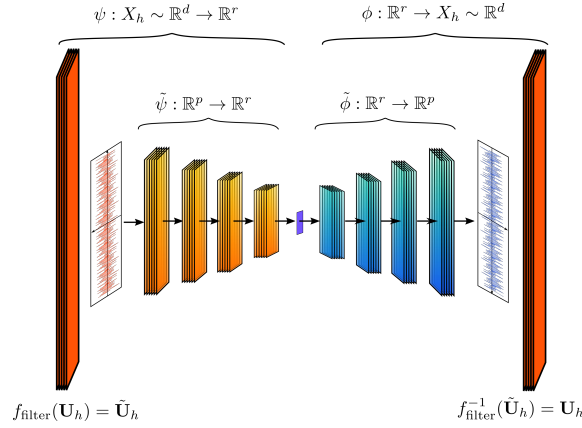 ψ : X_h ∼ ℝ^d → ℝ^r
ϕ : ℝ^r → X_h ∼ ℝ^d
ψ̃ : ℝ^p → ℝ^r
ϕ̃ : ℝ^r → ℝ^p
f_filter(𝐔_h) = 𝐔̃_h
f_filter^{-1}(𝐔̃_h) = 𝐔_h